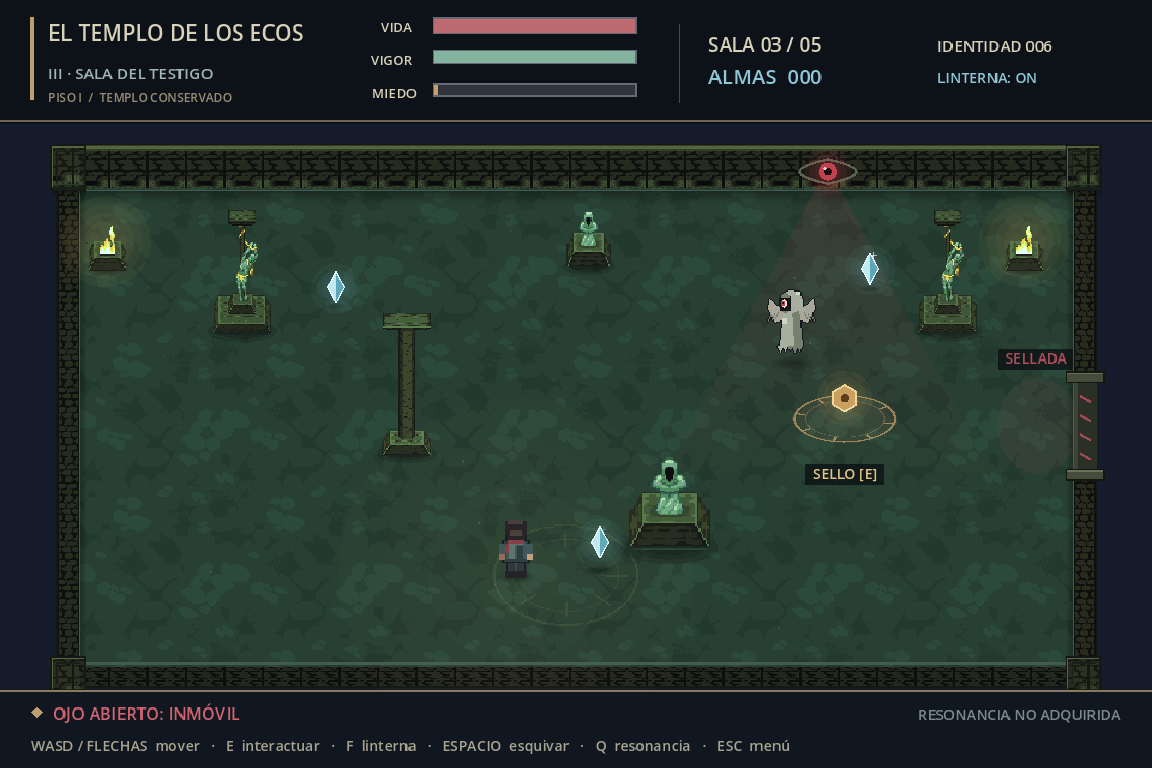 EL TEMPLO DE LOS ECOS
III · SALA DEL TESTIGO
PISO I / TEMPLO CONSERVADO
VIDA
VIGOR
MIEDO
SALA 03 / 05
ALMAS 000
IDENTIDAD 006
LINTERNA: ON
SELLADA
SELLO [E]
OJO ABIERTO: INMÓVIL
RESONANCIA NO ADQUIRIDA
WASD / FLECHAS mover · E interactuar · F linterna · ESPACIO esquivar · Q resonancia · ESC menú